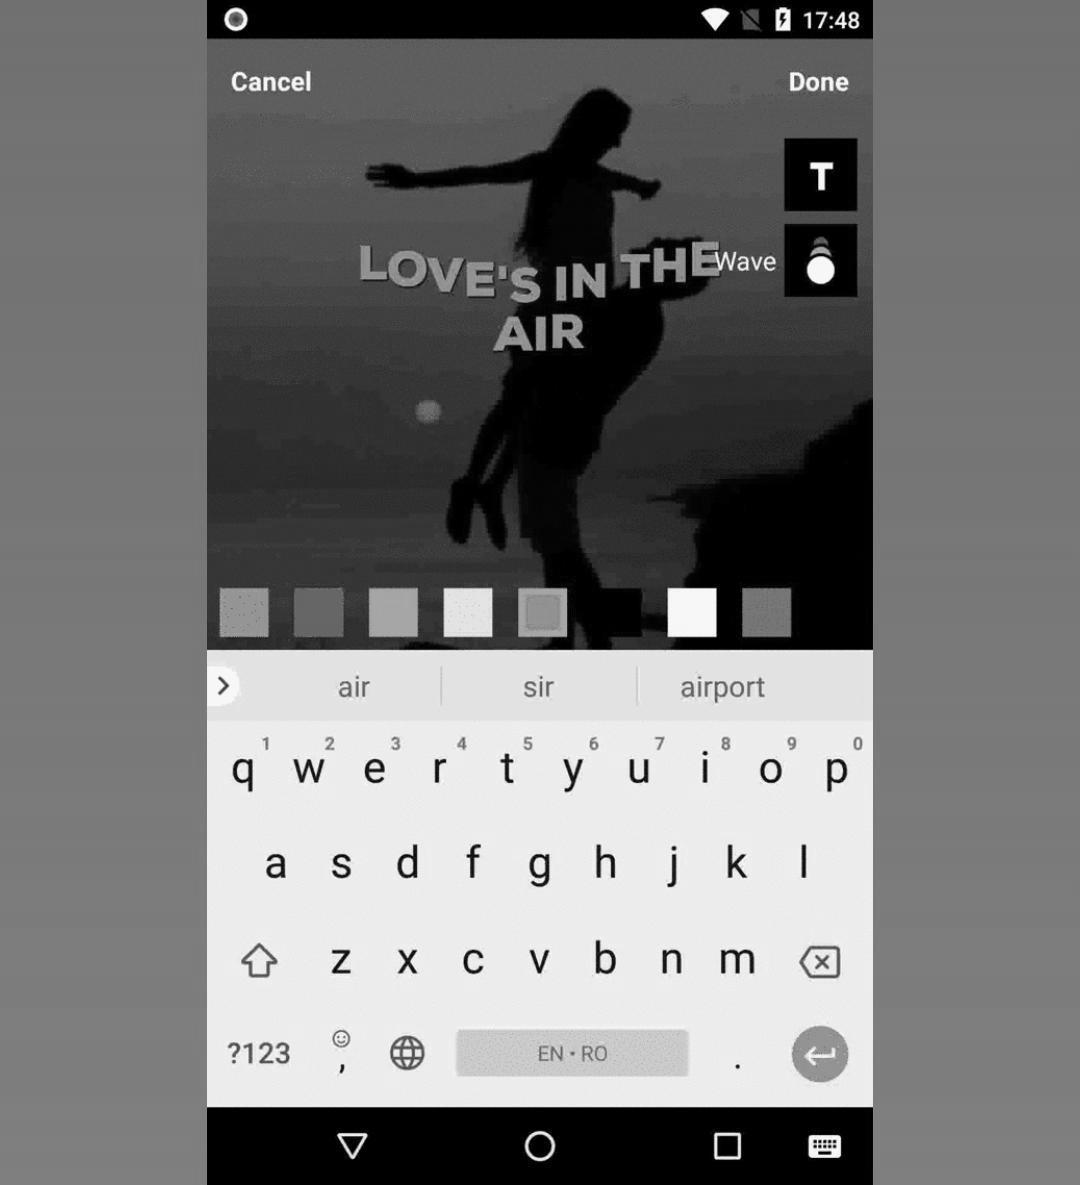 17:48
Cancel
Done
T
LOVE'S IN THE
Wave
AIR
air
sir
airport
1 2 3 4 5 6 7 8 9 0
q w e r t y u i o p
a s d f g h j k l
z x c v b n m
?123 , EN • RO .